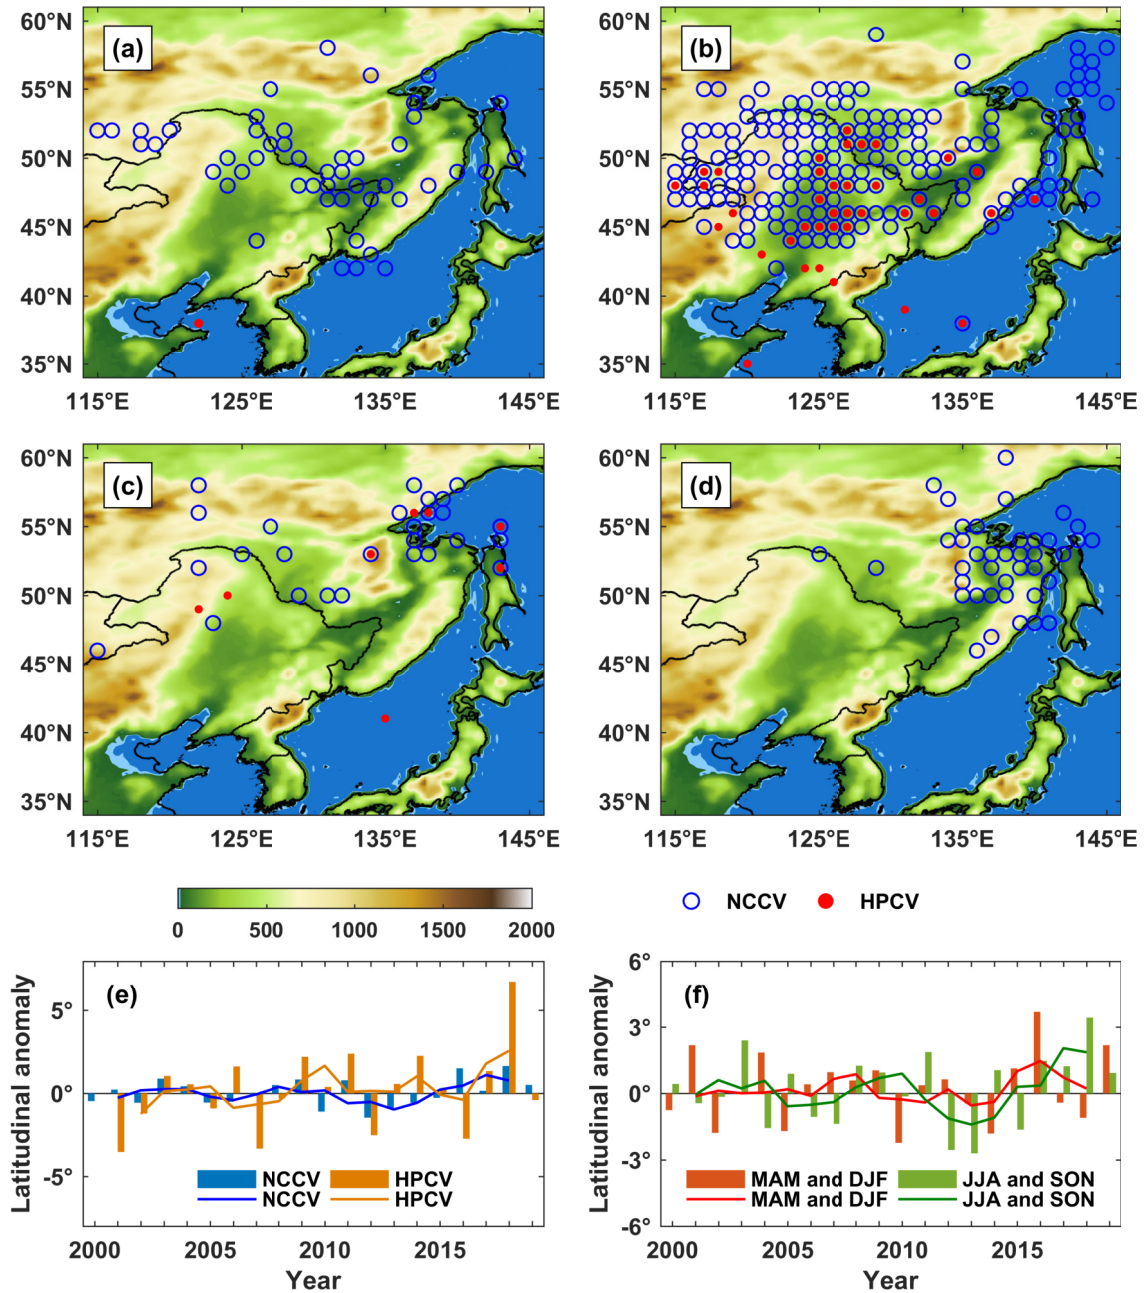 (a)
60°N
55°N
50°N
45°N
40°N
35°N
115°E 125°E 135°E 145°E
(b)
60°N
55°N
50°N
45°N
40°N
35°N
115°E 125°E 135°E 145°E
(c)
60°N
55°N
50°N
45°N
40°N
35°N
115°E 125°E 135°E 145°E
(d)
60°N
55°N
50°N
45°N
40°N
35°N
115°E 125°E 135°E 145°E
0 500 1000 1500 2000
NCCV HPCV
(e)
Latitudinal anomaly
5°
0°
-5°
NCCV HPCV
NCCV HPCV
2000 2005 2010 2015
Year
(f)
Latitudinal anomaly
6°
3°
0°
-3°
-6°
MAM and DJF JJA and SON
MAM and DJF JJA and SON
2000 2005 2010 2015
Year